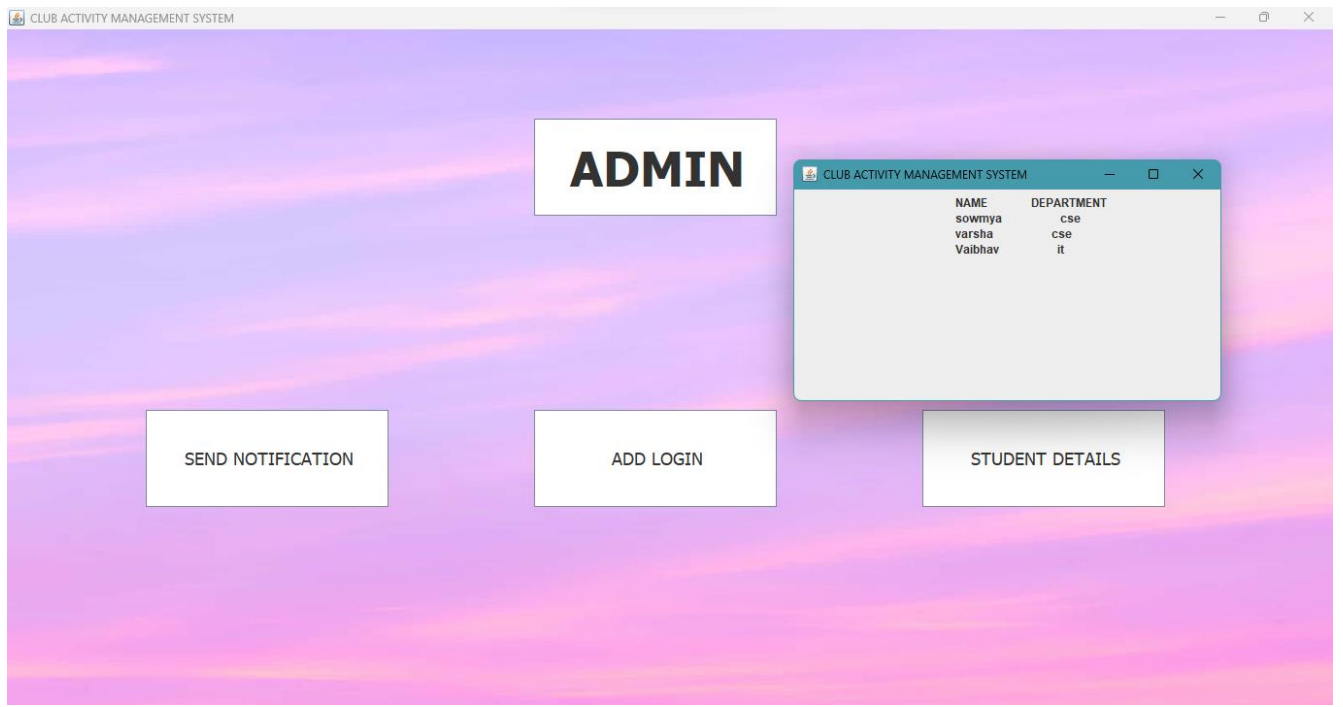 CLUB ACTIVITY MANAGEMENT SYSTEM
ADMIN
CLUB ACTIVITY MANAGEMENT SYSTEM
NAME DEPARTMENT
sowmya cse
varsha cse
Vaibhav it
SEND NOTIFICATION
ADD LOGIN
STUDENT DETAILS